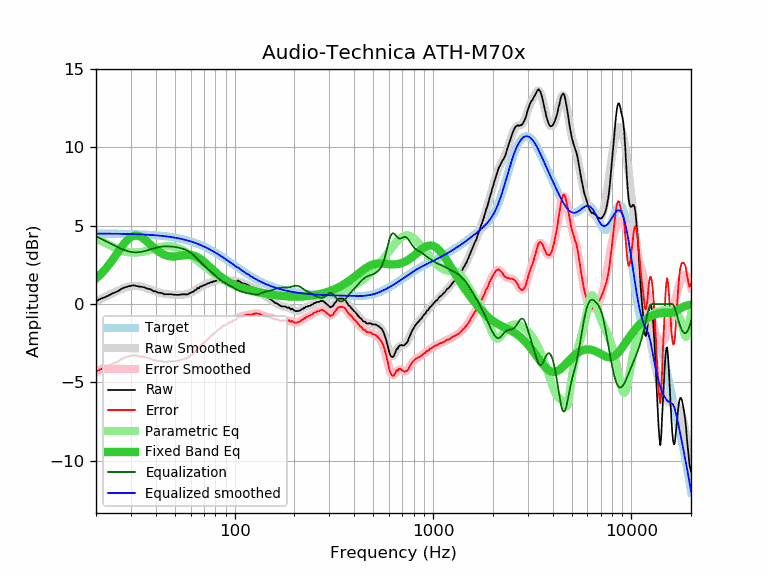 Audio-Technica ATH-M70x
Amplitude (dBr)
15
10
5
0
−5
−10
Target
Raw Smoothed
Error Smoothed
Raw
Error
Parametric Eq
Fixed Band Eq
Equalization
Equalized smoothed
100 1000 10000
Frequency (Hz)